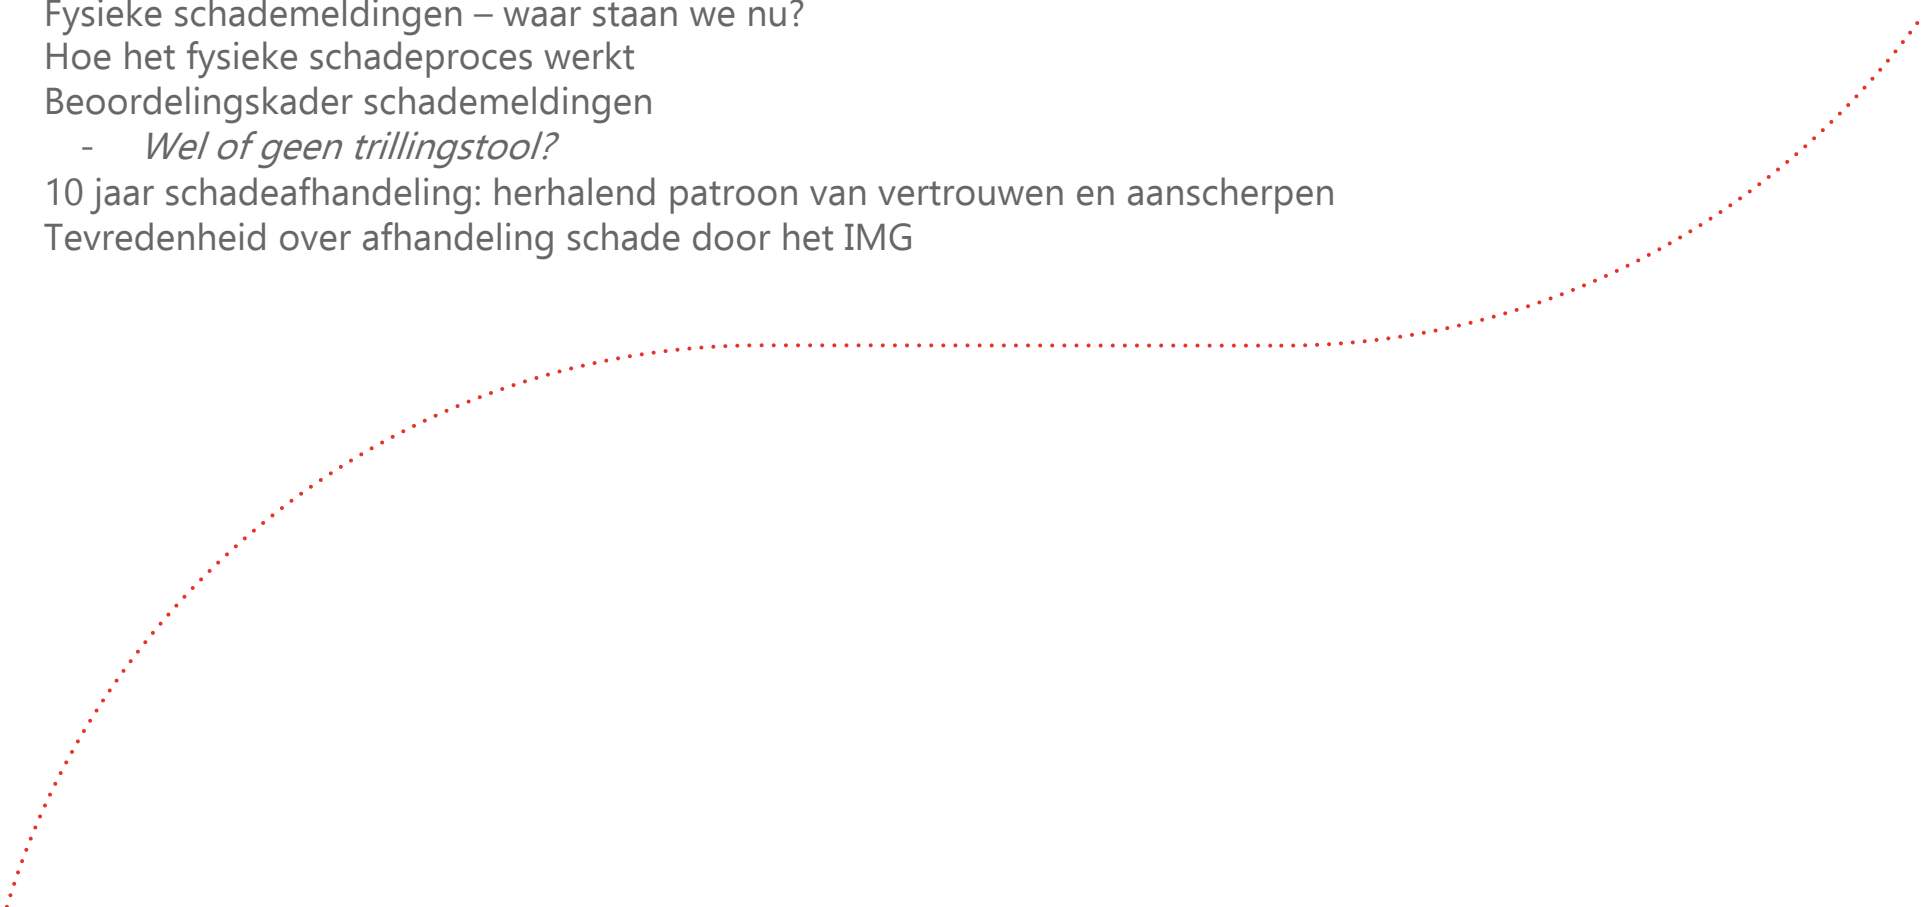 Fysieke schademeldingen – waar staan we nu?
Hoe het fysieke schadeproces werkt
Beoordelingskader schademeldingen
- Wel of geen trillingstool?
10 jaar schadeafhandeling: herhalend patroon van vertrouwen en aanscherpen
Tevredenheid over afhandeling schade door het IMG